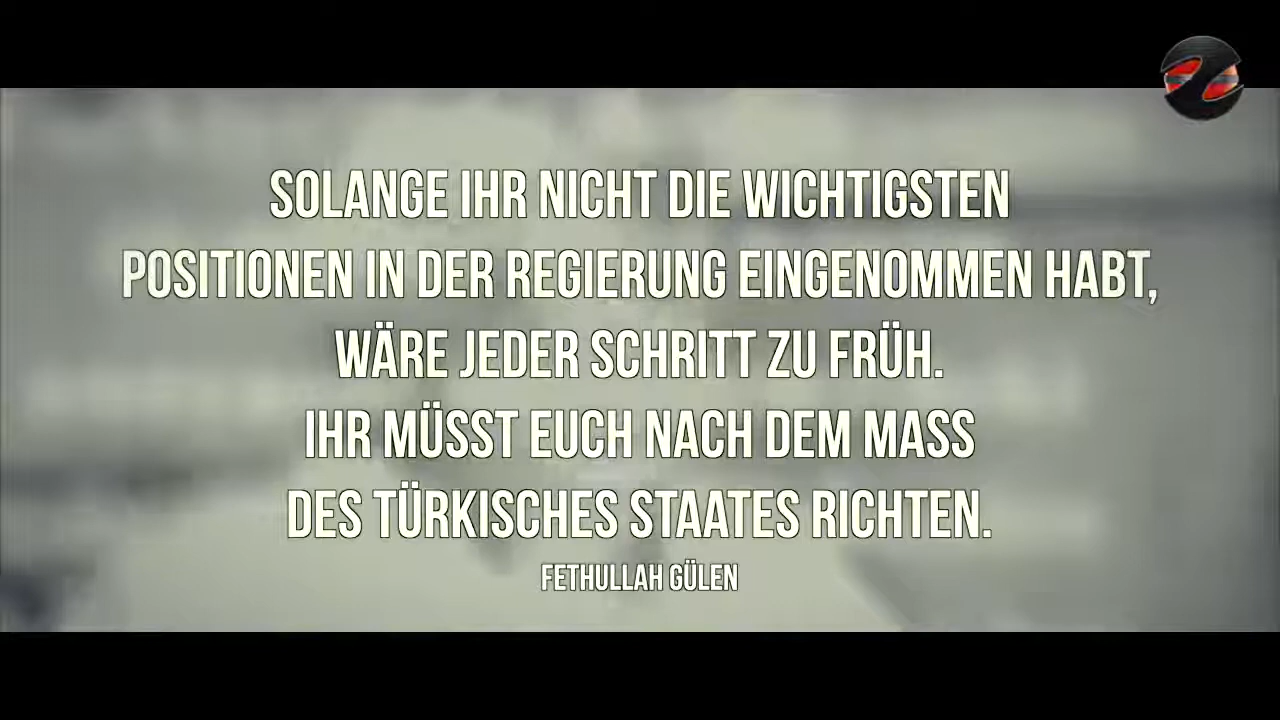 SOLANGE IHR NICHT DIE WICHTIGSTEN
POSITIONEN IN DER REGIERUNG EINGENOMMEN HABT,
WÄRE JEDER SCHRITT ZU FRÜH.
IHR MÜSST EUCH NACH DEM MASS
DES TÜRKISCHES STAATES RICHTEN.
FETHULLAH GÜLEN